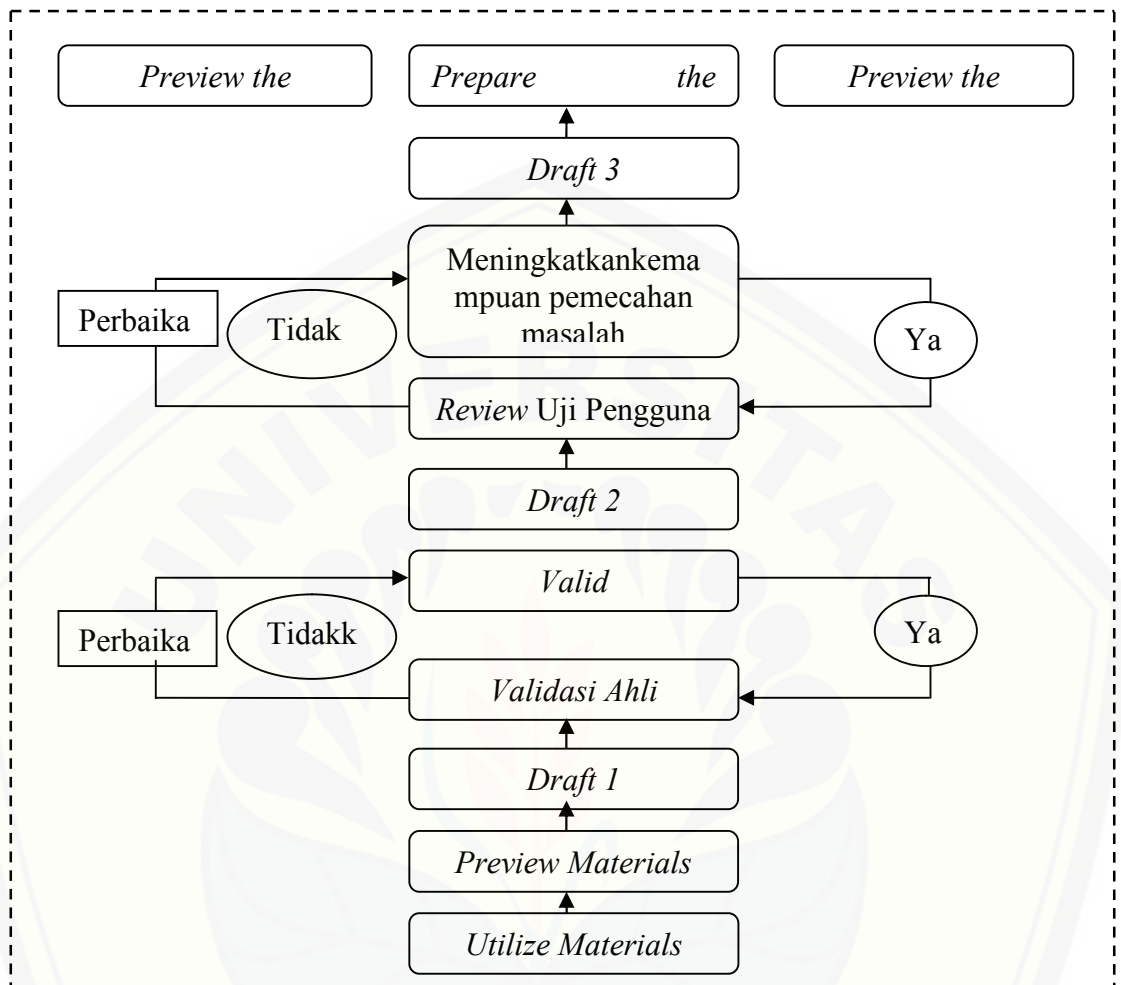 Preview the
Prepare the
Preview the
Draft 3
Meningkatkankema
mpuan pemecahan
masalah
Perbaika
Tidak
Ya
Review Uji Pengguna
Draft 2
Valid
Perbaika
Tidakk
Ya
Validasi Ahli
Draft 1
Preview Materials
Utilize Materials
UNIVERSITAS